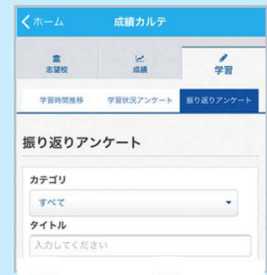 ホーム
成績カルテ
志望校
成績
学習
学習時間推移
学習状況アンケート
振り返りアンケート
振り返りアンケート
カテゴリ
すべて
タイトル
入力してください